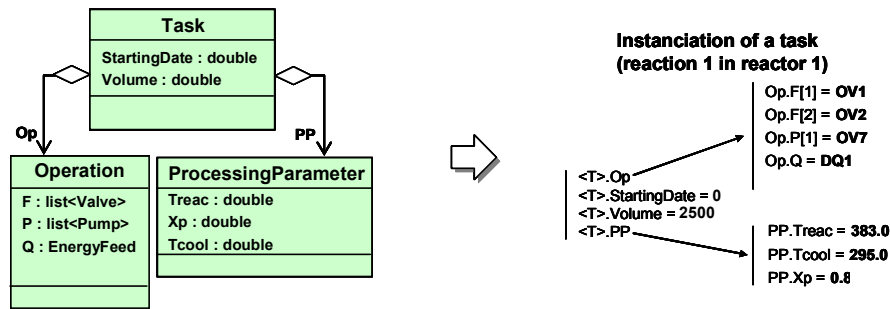 Task
StartingDate : double
Volume : double
Op
PP
Operation
F : list<Valve>
P : list<Pump>
Q : EnergyFeed
ProcessingParameter
Treac : double
Xp : double
Tcool : double
Instanciation of a task
(reaction 1 in reactor 1)
Op.F[1] = OV1
Op.F[2] = OV2
Op.P[1] = OV7
Op.Q = DQ1
<T>.Op
<T>.StartingDate = 0
<T>.Volume = 2500
<T>.PP
PP.Treac = 383.0
PP.Tcool = 295.0
PP.Xp = 0.8